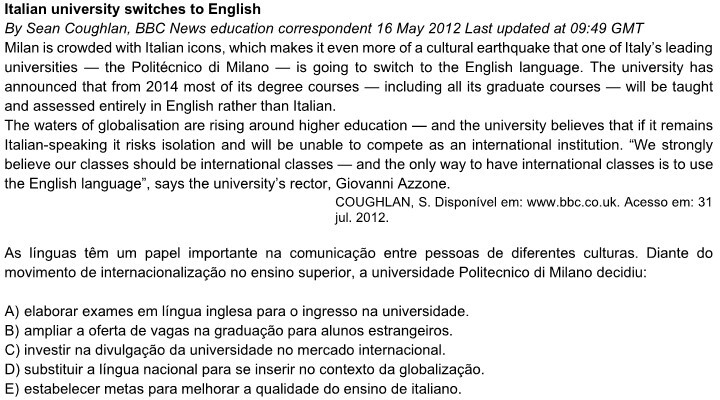 Italian university switches to English
By Sean Coughlan, BBC News education correspondent 16 May 2012 Last updated at 09:49 GMT
Milan is crowded with Italian icons, which makes it even more of a cultural earthquake that one of Italy's leading
universities — the Politécnico di Milano — is going to switch to the English language. The university has
announced that from 2014 most of its degree courses — including all its graduate courses — will be taught
and assessed entirely in English rather than Italian.
The waters of globalisation are rising around higher education — and the university believes that if it remains
Italian-speaking it risks isolation and will be unable to compete as an international institution. “We strongly
believe our classes should be international classes — and the only way to have international classes is to use
the English language”, says the university's rector, Giovanni Azzone.
COUGHLAN, S. Disponível em: www.bbc.co.uk. Acesso em: 31
jul. 2012.
As línguas têm um papel importante na comunicação entre pessoas de diferentes culturas. Diante do
movimento de internacionalização no ensino superior, a universidade Politecnico di Milano decidiu:
A) elaborar exames em língua inglesa para o ingresso na universidade.
B) ampliar a oferta de vagas na graduação para alunos estrangeiros.
C) investir na divulgação da universidade no mercado internacional.
D) substituir a língua nacional para se inserir no contexto da globalização.
E) estabelecer metas para melhorar a qualidade do ensino de italiano.